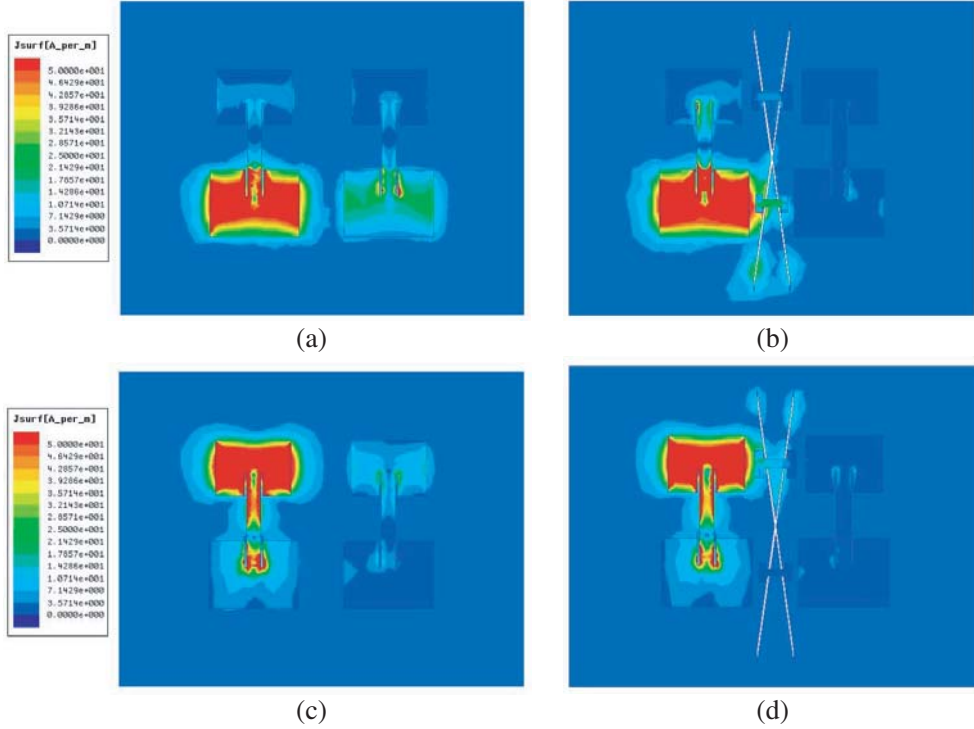 Jsurf[A_per_m]
5.0000e+001
4.6429e+001
4.2857e+001
3.9286e+001
3.5714e+001
3.2143e+001
2.8571e+001
2.5000e+001
2.1429e+001
1.7857e+001
1.4286e+001
1.0714e+001
7.1429e+000
3.5714e+000
0.0000e+000
(a)
(b)
Jsurf[A_per_m]
5.0000e+001
4.6429e+001
4.2857e+001
3.9286e+001
3.5714e+001
3.2143e+001
2.8571e+001
2.5000e+001
2.1429e+001
1.7857e+001
1.4286e+001
1.0714e+001
7.1429e+000
3.5714e+000
0.0000e+000
(c)
(d)